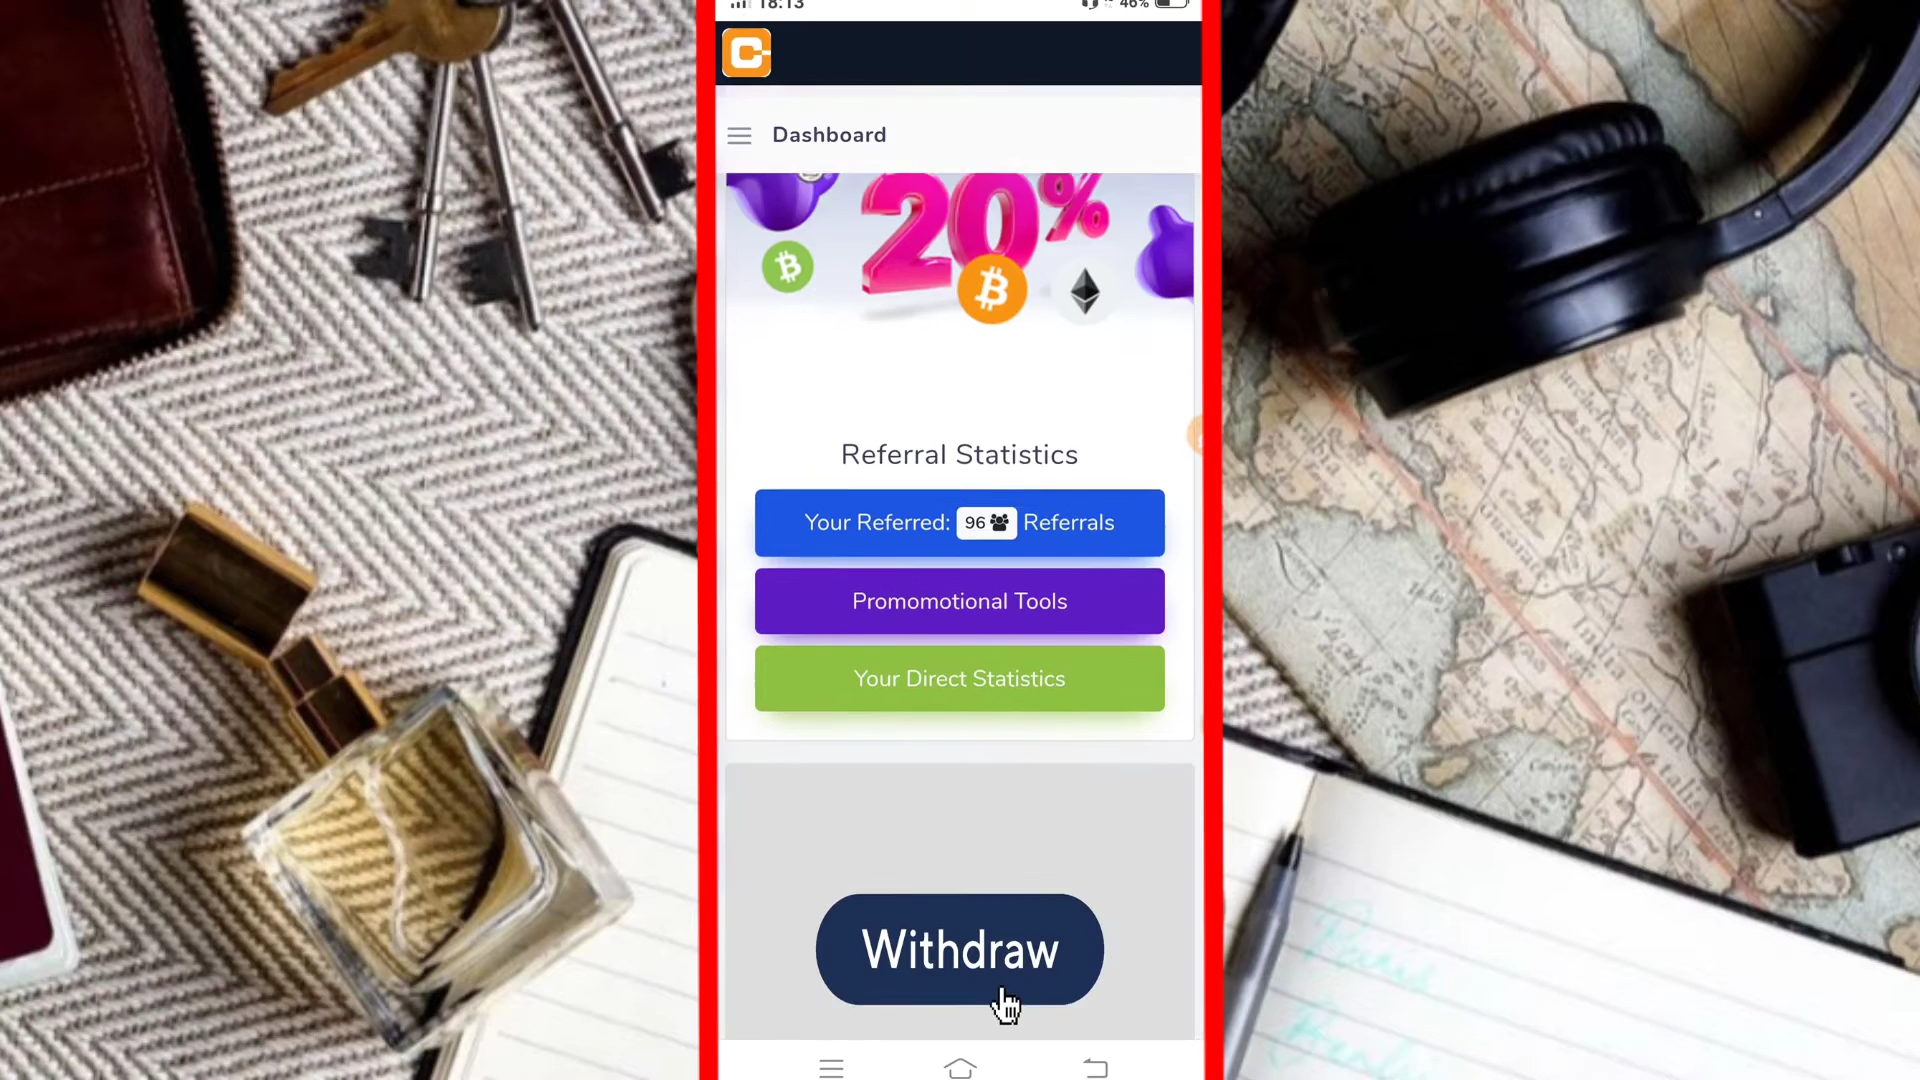 18:13 46%
Dashboard
20%
Referral Statistics
Your Referred: 96 Referrals
Promomotional Tools
Your Direct Statistics
Withdraw